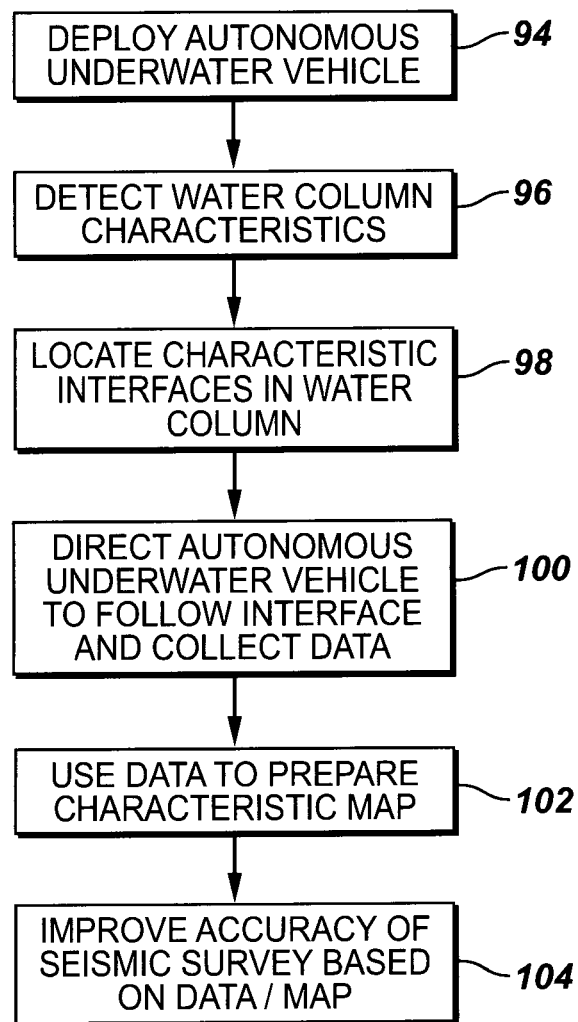 DEPLOY AUTONOMOUS
UNDERWATER VEHICLE
94
DETECT WATER COLUMN
CHARACTERISTICS
96
LOCATE CHARACTERISTIC
INTERFACES IN WATER
COLUMN
98
DIRECT AUTONOMOUS
UNDERWATER VEHICLE
TO FOLLOW INTERFACE
AND COLLECT DATA
100
USE DATA TO PREPARE
CHARACTERISTIC MAP
102
IMPROVE ACCURACY OF
SEISMIC SURVEY BASED
ON DATA / MAP
104